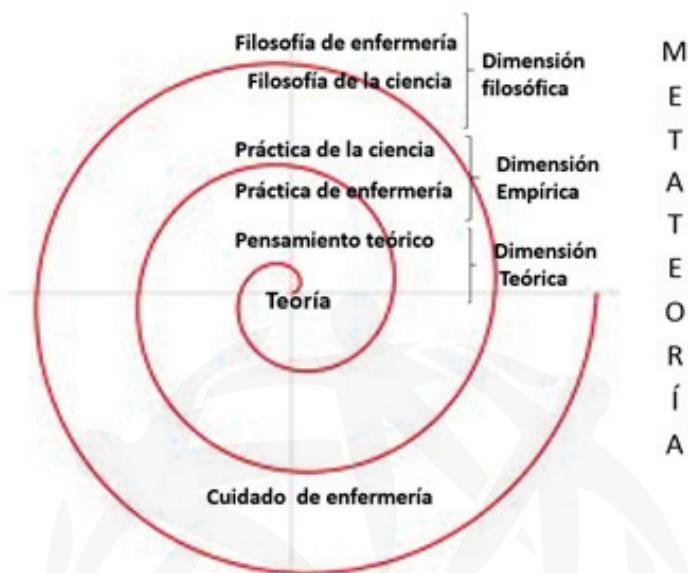 Filosofía de enfermería
Filosofía de la ciencia
Dimensión
filosófica
Práctica de la ciencia
Práctica de enfermería
Dimensión
Empírica
Pensamiento teórico
Teoría
Dimensión
Teórica
Cuidado de enfermería
M
E
T
A
T
E
O
R
Í
A